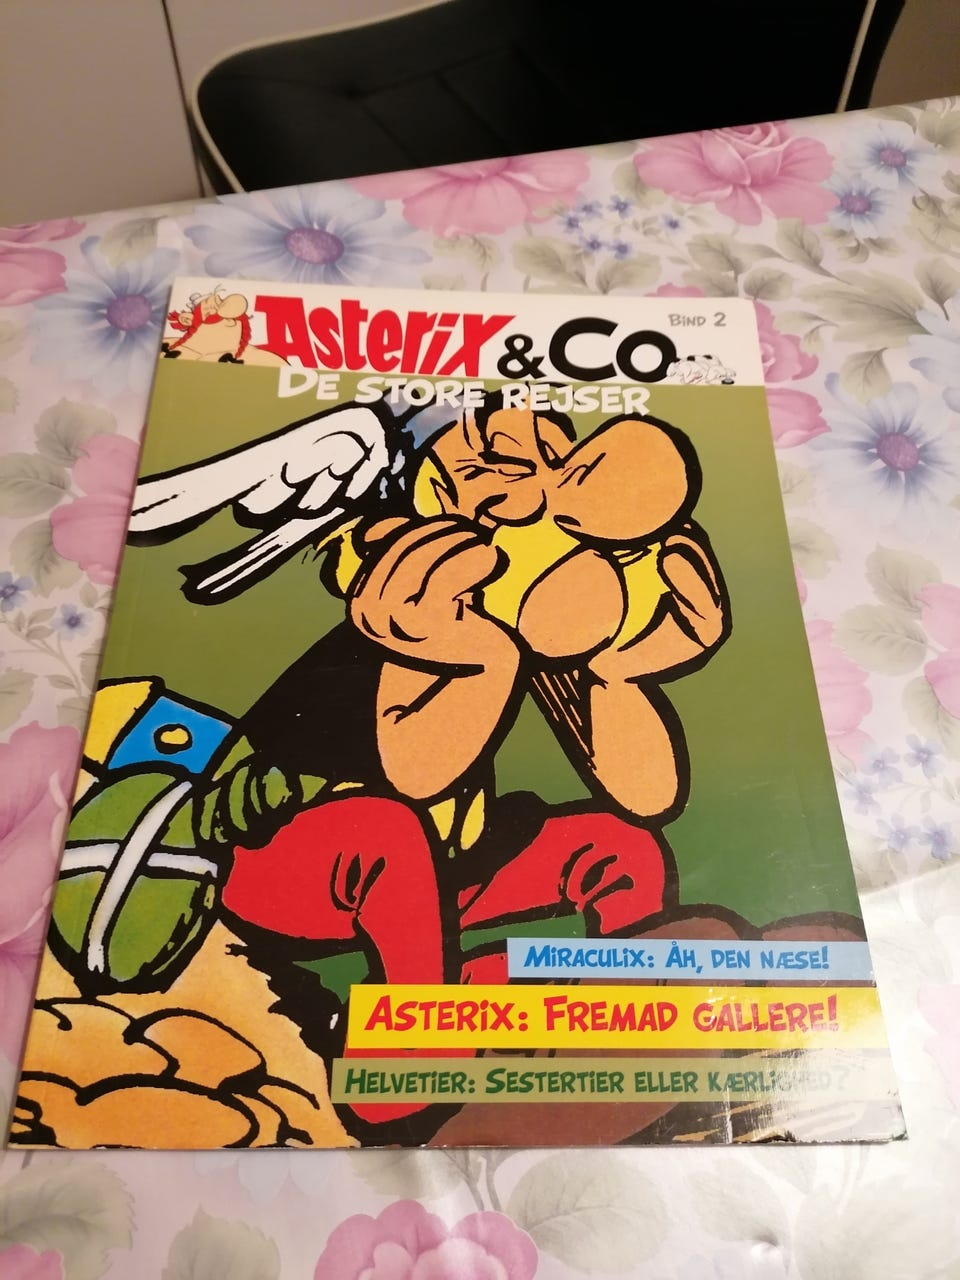 Asterix & Co
Bind 2
De store rejser
Miraculix: Åh, den næse!
Asterix: Fremad gallere!
Helvetier: Sestertier eller kærlighed?